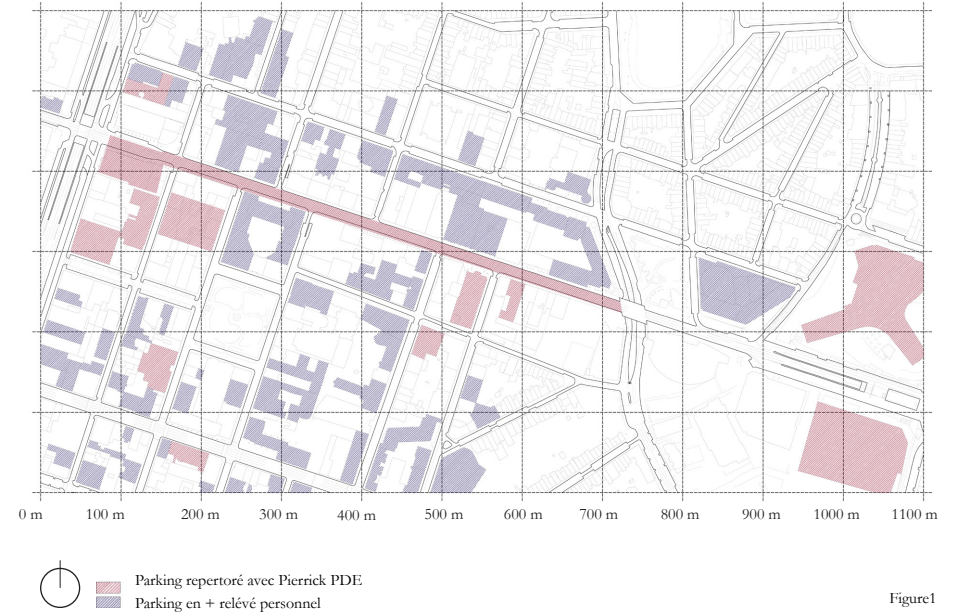 0 m 100 m 200 m 300 m 400 m 500 m 600 m 700 m 800 m 900 m 1000 m 1100 m
Parking repertoré avec Pierrick PDE
Parking en + relévé personnel
Figure1